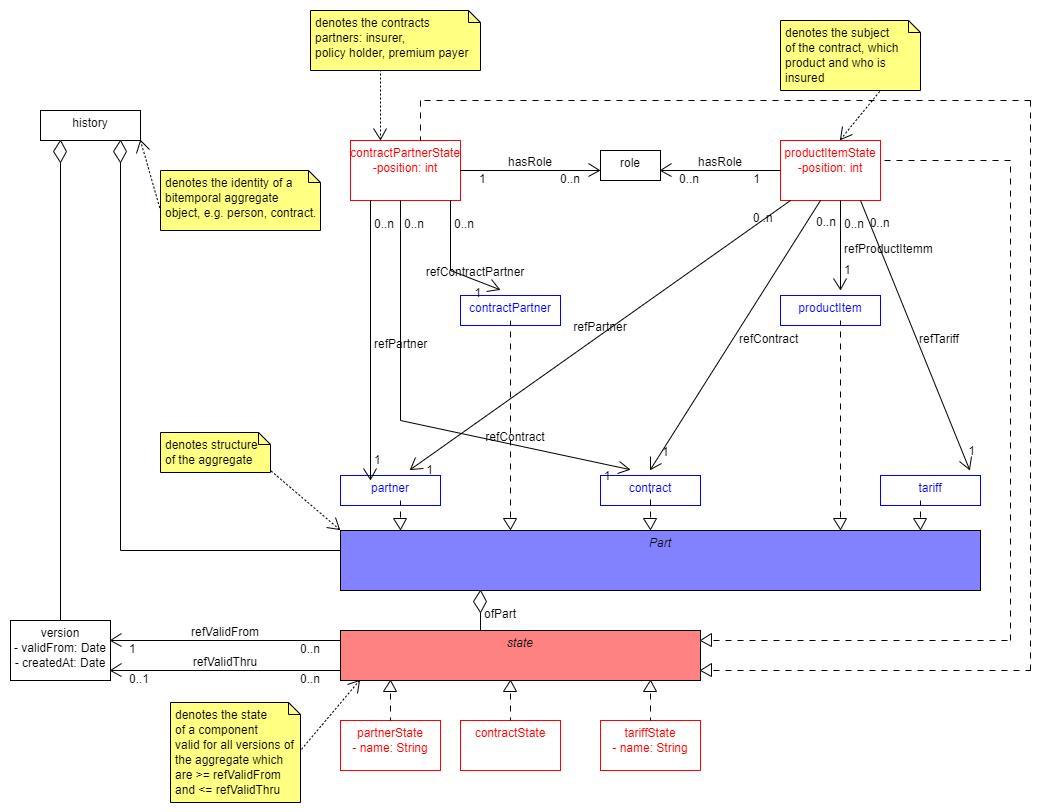 denotes the contracts
partners: insurer,
policy holder, premium payer
denotes the subject
of the contract, which
product and who is
insured
history
contractPartnerState
-position: int
hasRole
1
0..n
role
hasRole
0..n
1
productItemState
-position: int
denotes the identity of a
bitemporal aggregate
object, e.g. person, contract.
0..n
0..n
0..n
0..n
0..n
0..n
0..n
refProductItemm
1
refContractPartner
1
contractPartner
productItem
refPartner
refPartner
refContract
refTariff
denotes structure
of the aggregate
refContract
1
1
1
1
1
partner
contract
tariff
Part
ofPart
version
- validFrom: Date
- createdAt: Date
refValidFrom
1
0..n
refValidThru
0..1
0..n
state
denotes the state
of a component
valid for all versions of
the aggregate which
are >= refValidFrom
and <= refValidThru
partnerState
- name: String
contractState
tariffState
- name: String